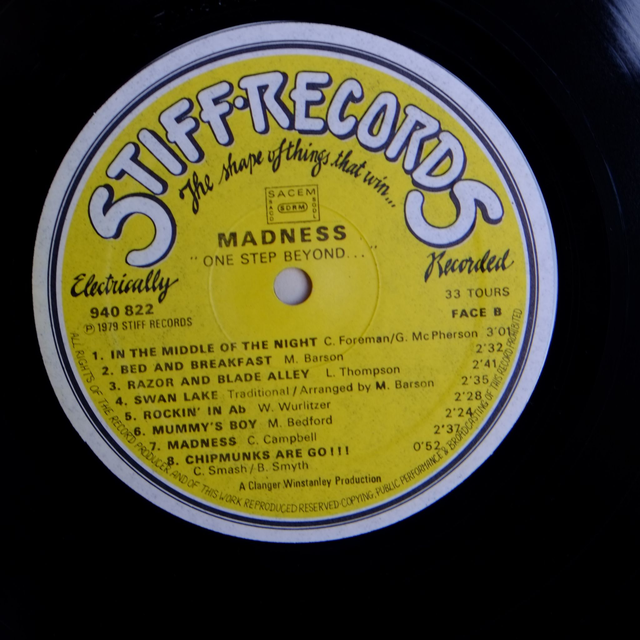 STIFF·RECORDS
The shape of things that win...
SACEM
SACD SDRM SGDL
MADNESS
"ONE STEP BEYOND..."
Electrically Recorded
940 822
33 TOURS
℗ 1979 STIFF RECORDS
FACE B
1. IN THE MIDDLE OF THE NIGHT C. Foreman/G. McPherson 3'01
2. BED AND BREAKFAST M. Barson 2'32
3. RAZOR AND BLADE ALLEY L. Thompson 2'41
4. SWAN LAKE Traditional/Arranged by M. Barson 2'35
5. ROCKIN' IN Ab W. Wurlitzer 2'28
6. MUMMY'S BOY M. Bedford 2'24
7. MADNESS C. Campbell 2'37
8. CHIPMUNKS ARE GO!!! 0'52
C. Smash/B. Smyth
A Clanger Winstanley Production
ALL RIGHTS OF THE RECORD PRODUCER AND OF THIS WORK REPRODUCED RESERVED COPYING, PUBLIC PERFORMANCE & BROADCASTING OF THIS RECORD PROHIBITED